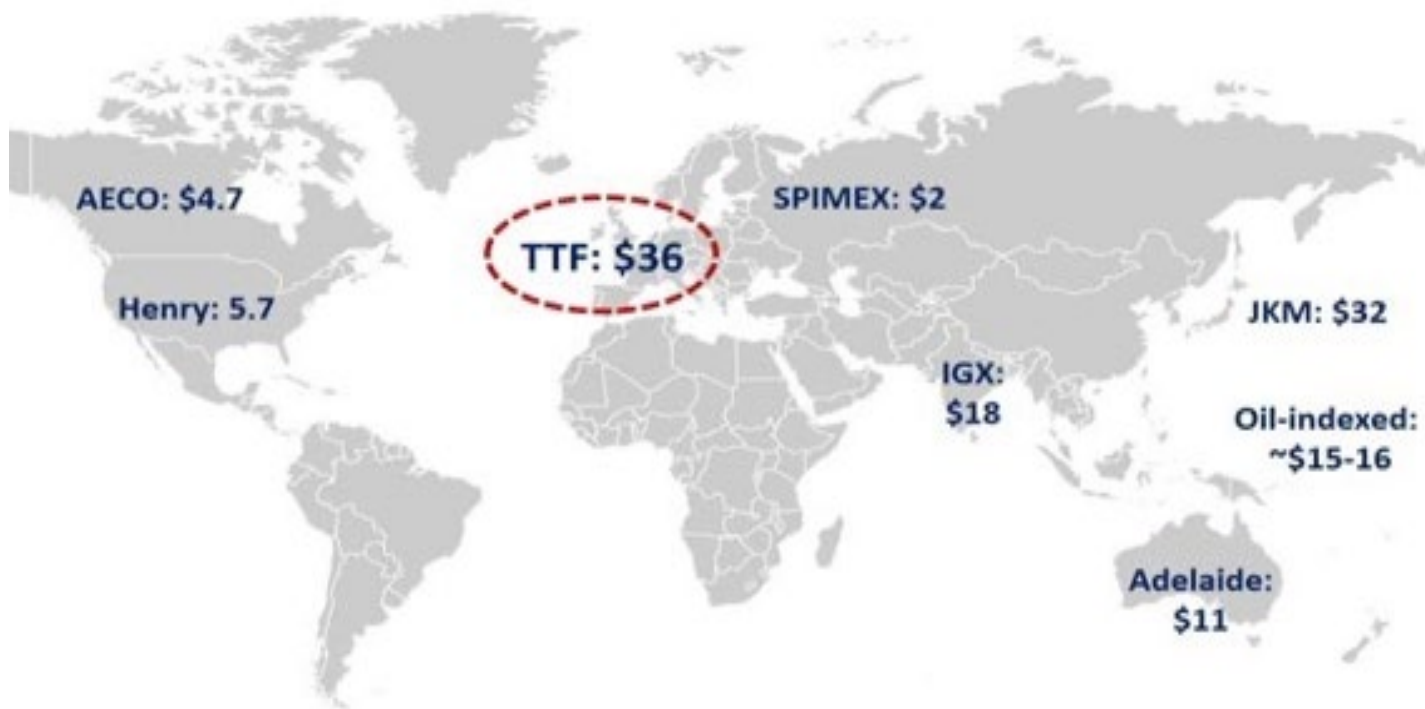 AECO: $4.7
SPIMEX: $2
TTF: $36
Henry: 5.7
JKM: $32
IGX:
$18
Oil-indexed:
~$15-16
Adelaide:
$11